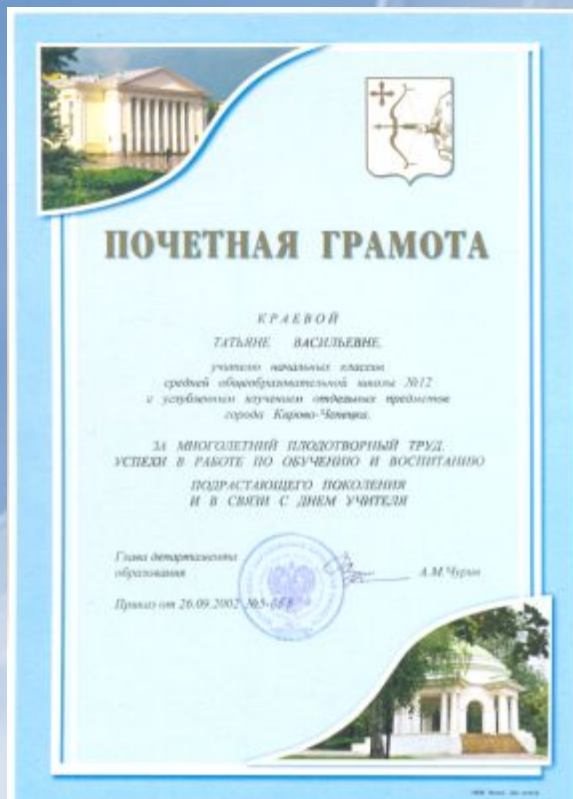 ПОЧЕТНАЯ ГРАМОТА
КРАЕВОЙ
ТАТЬЯНЕ ВАСИЛЬЕВНЕ,
учителю начальных классов
средней общеобразовательной школы №12
с углубленным изучением отдельных предметов
города Кирово-Чепецка.
ЗА МНОГОЛЕТНИЙ ПЛОДОТВОРНЫЙ ТРУД,
УСПЕХИ В РАБОТЕ ПО ОБУЧЕНИЮ И ВОСПИТАНИЮ
ПОДРАСТАЮЩЕГО ПОКОЛЕНИЯ
И В СВЯЗИ С ДНЕМ УЧИТЕЛЯ
Глава департамента
образования
А.М.Чурин
Приказ от 26.09.2002